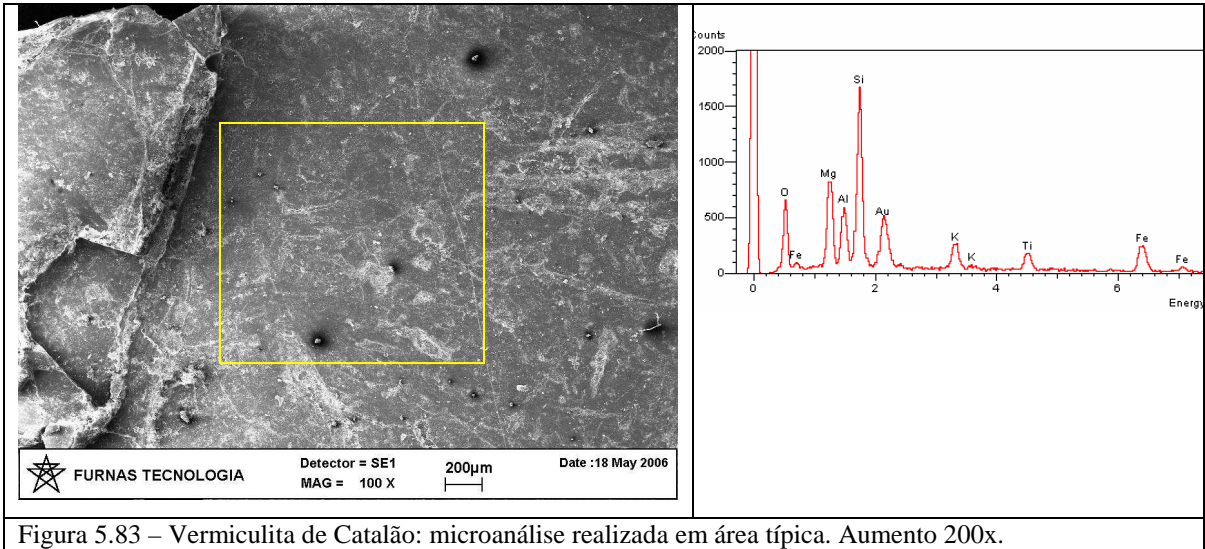 FURNAS TECNOLOGIA
Detector = SE1
MAG = 100 X
200µm
Date :18 May 2006
Counts
2000
1500
1000
500
0
O
Fe
Mg
Al
Si
Au
K
K
Ti
Fe
Fe
0
2
4
6
Energy
Figura 5.83 – Vermiculita de Catalão: microanálise realizada em área típica. Aumento 200x.